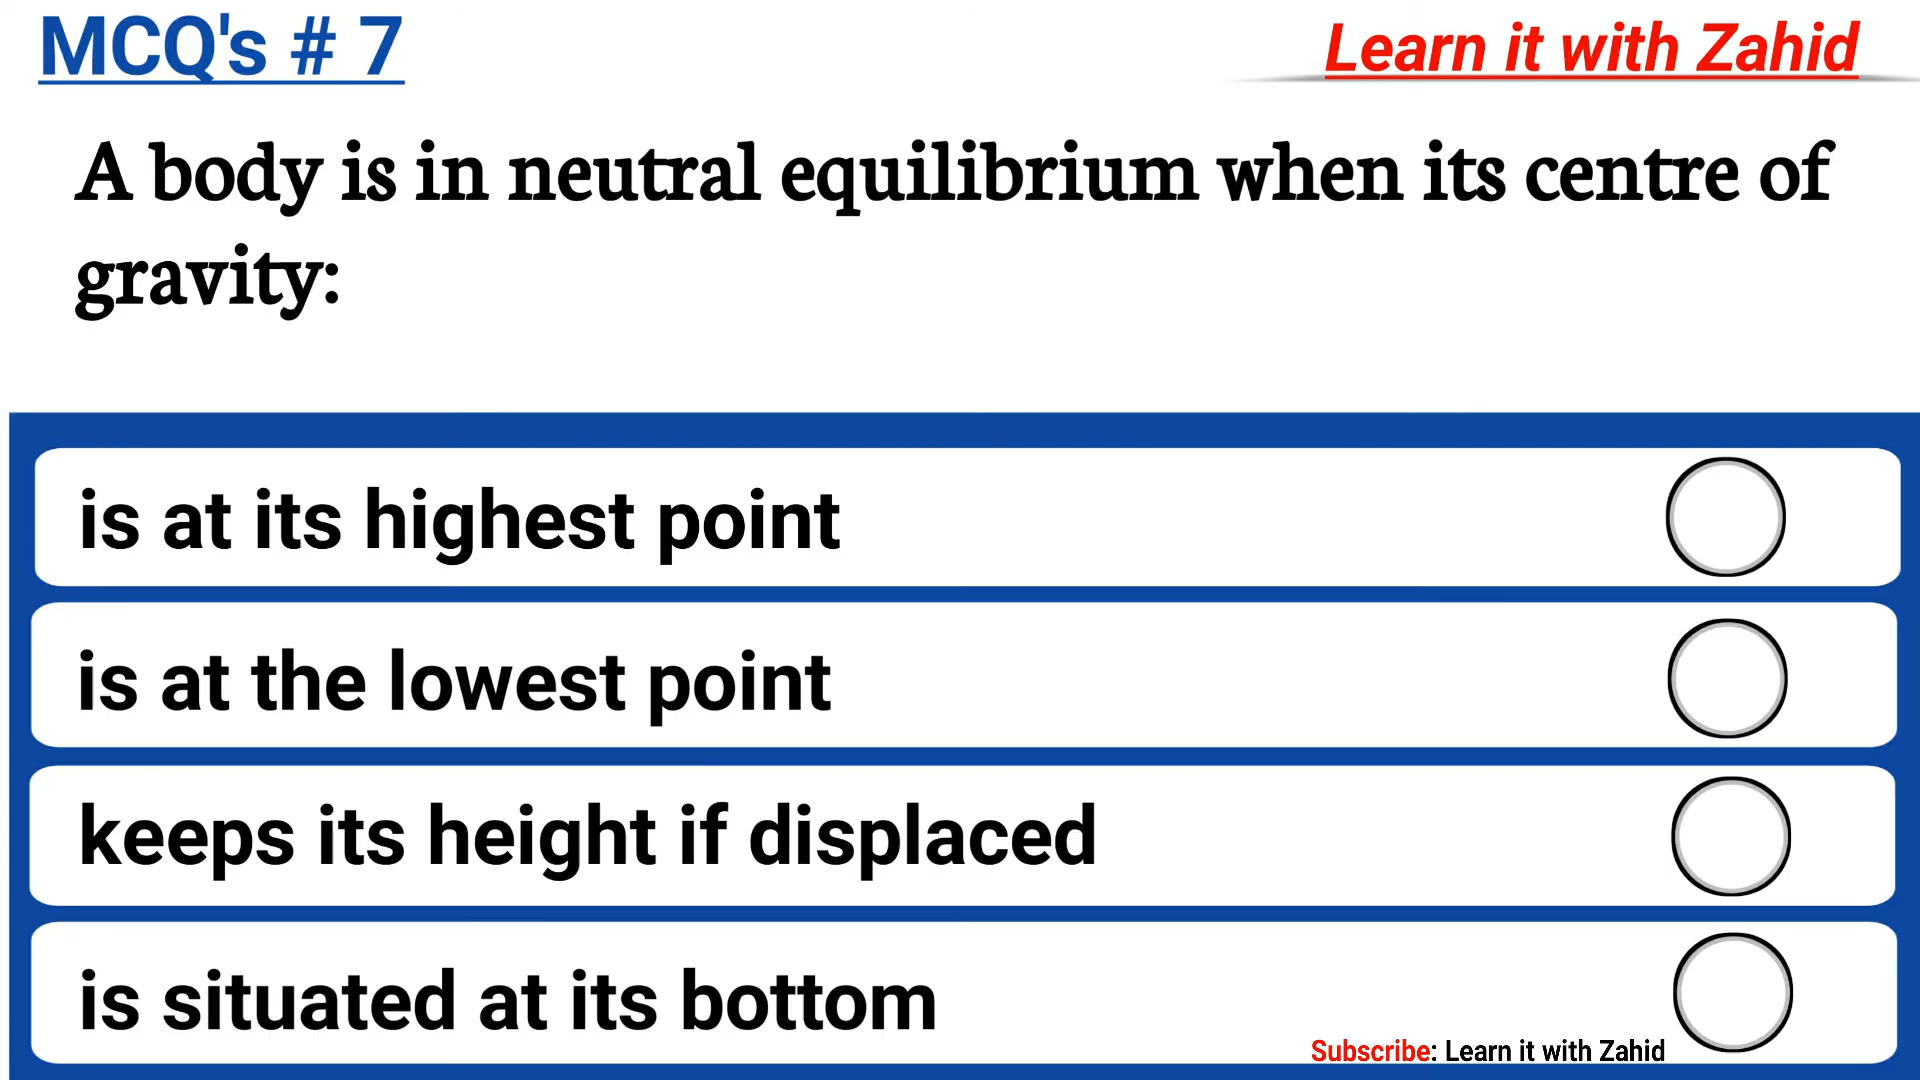 MCQ's # 7
Learn it with Zahid
A body is in neutral equilibrium when its centre of
gravity:
is at its highest point
is at the lowest point
keeps its height if displaced
is situated at its bottom
Subscribe: Learn it with Zahid